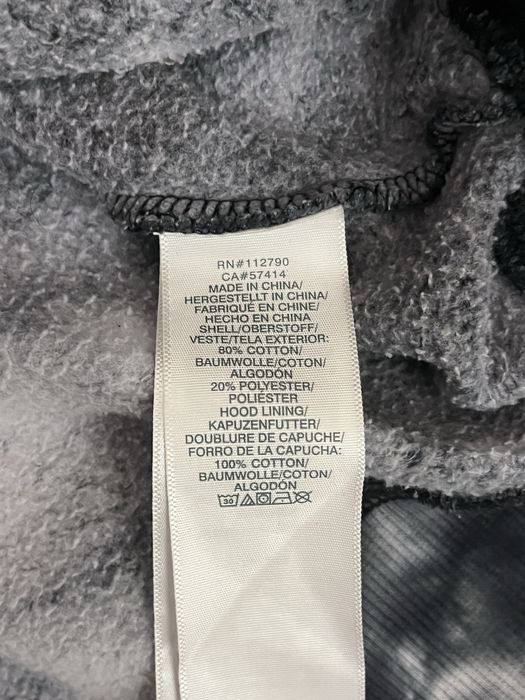 RN#112790
CA#57414
MADE IN CHINA/
HERGESTELLT IN CHINA/
FABRIQUÉ EN CHINE/
HECHO EN CHINA
SHELL/OBERSTOFF/
VESTE/TELA EXTERIOR:
80% COTTON/
BAUMWOLLE/COTON/
ALGODÓN
20% POLYESTER/
POLIÉSTER
HOOD LINING/
KAPUZENFUTTER/
DOUBLURE DE CAPUCHE/
FORRO DE LA CAPUCHA:
100% COTTON/
BAUMWOLLE/COTON/
ALGODÓN
30